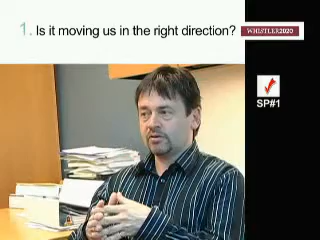 1. Is it moving us in the right direction?
WHISTLER2020
SP#1